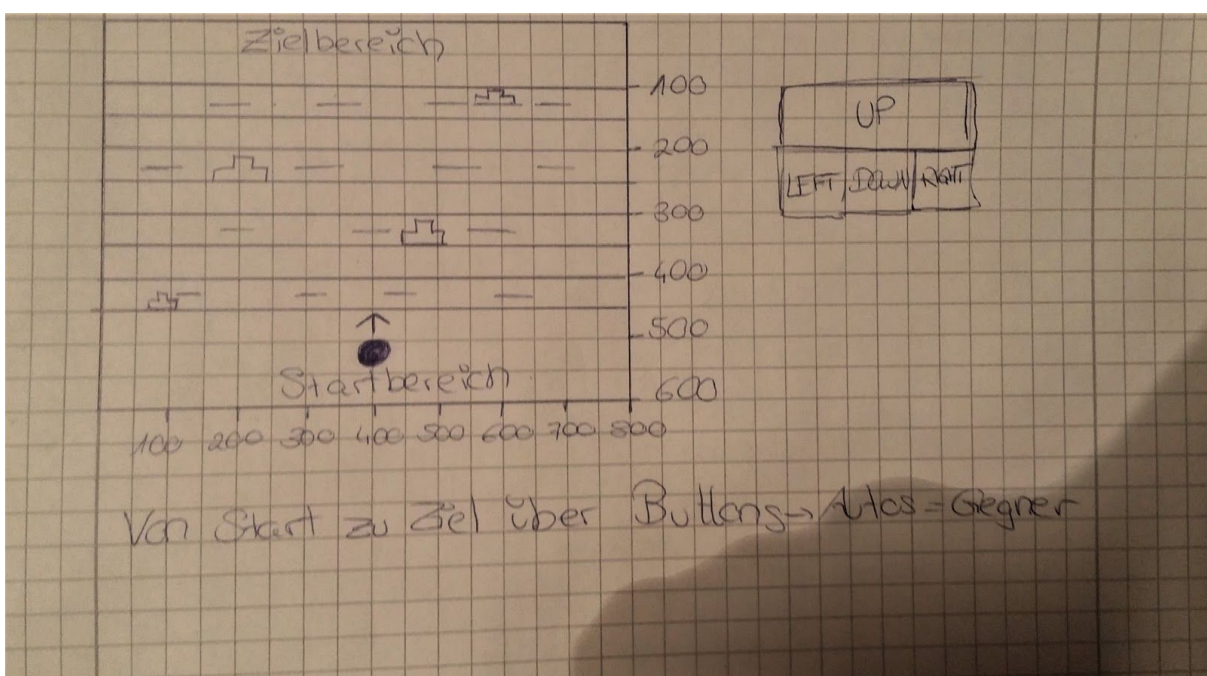 Zielbereich
100
UP
200
LEFT DOWN RIGHT
300
400
500
Startbereich
600
100 200 300 400 500 600 700 800
Von Start zu Ziel über Buttons → Autos = Gegner